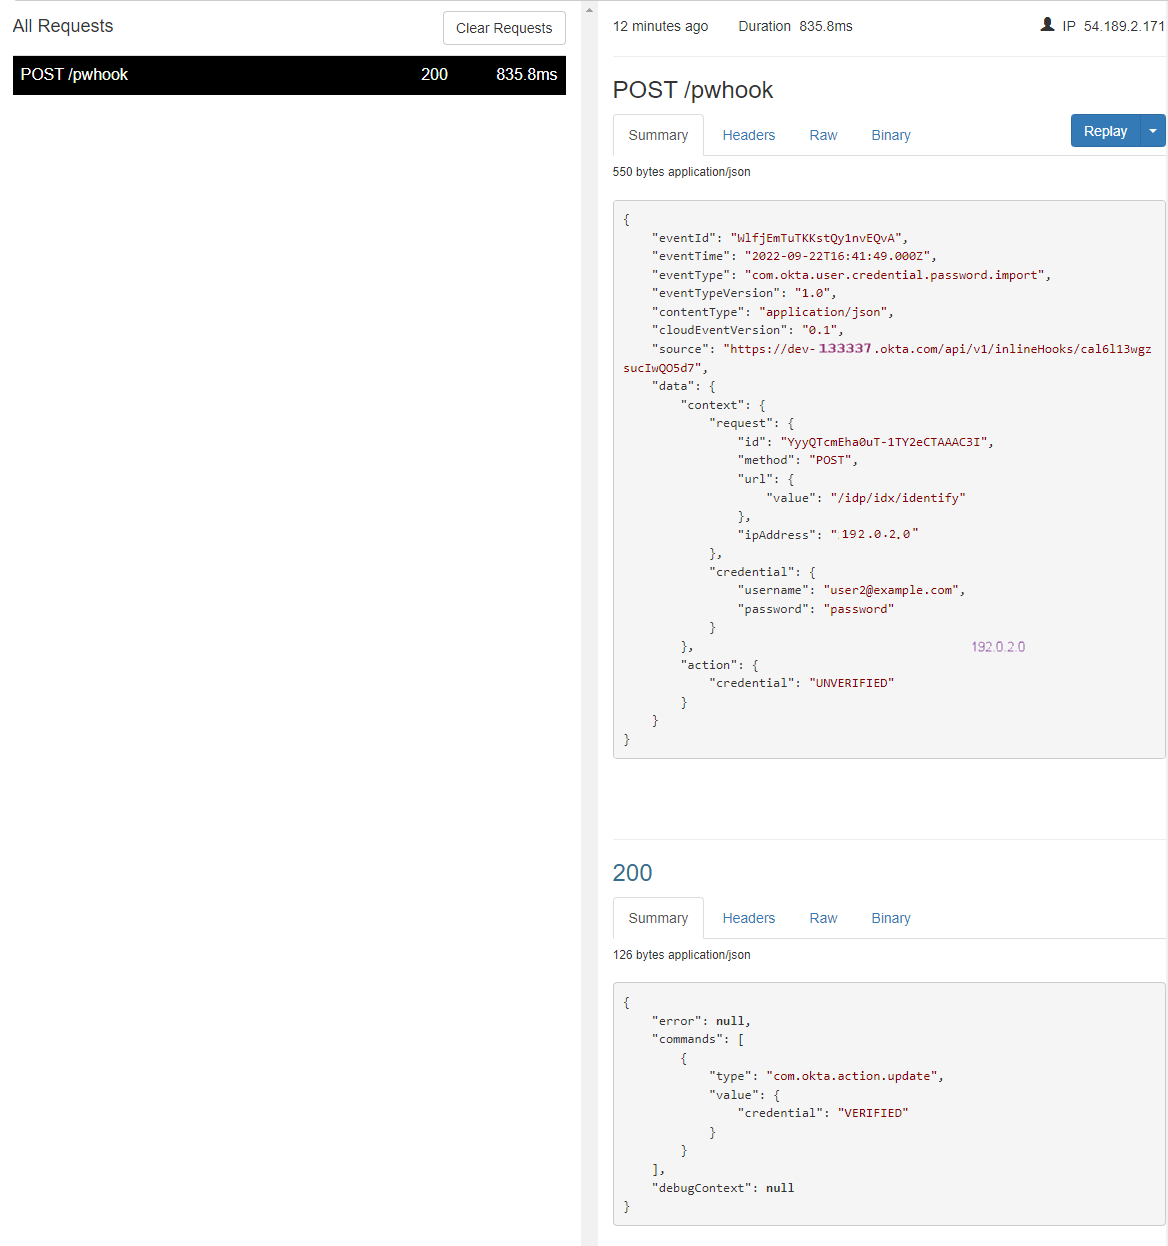 All Requests
Clear Requests
POST /pwhook 200 835.8ms
12 minutes ago Duration 835.8ms IP 54.189.2.171
POST /pwhook
Summary Headers Raw Binary Replay
550 bytes application/json
{
"eventId": "WlfjEmTuTKKstQy1nvEQvA",
"eventTime": "2022-09-22T16:41:49.000Z",
"eventType": "com.okta.user.credential.password.import",
"eventTypeVersion": "1.0",
"contentType": "application/json",
"cloudEventVersion": "0.1",
"source": "https://dev-133337.okta.com/api/v1/inlineHooks/cal6l13wgz
sucIwQO5d7",
"data": {
"context": {
"request": {
"id": "YyyQTcmEha0uT-1TY2eCTAAAC3I",
"method": "POST",
"url": {
"value": "/idp/idx/identify"
},
"ipAddress": "192.0.2.0"
},
"credential": {
"username": "user2@example.com",
"password": "password"
}
},
192.0.2.0
"action": {
"credential": "UNVERIFIED"
}
}
}
200
Summary Headers Raw Binary
126 bytes application/json
{
"error": null,
"commands": [
{
"type": "com.okta.action.update",
"value": {
"credential": "VERIFIED"
}
}
],
"debugContext": null
}